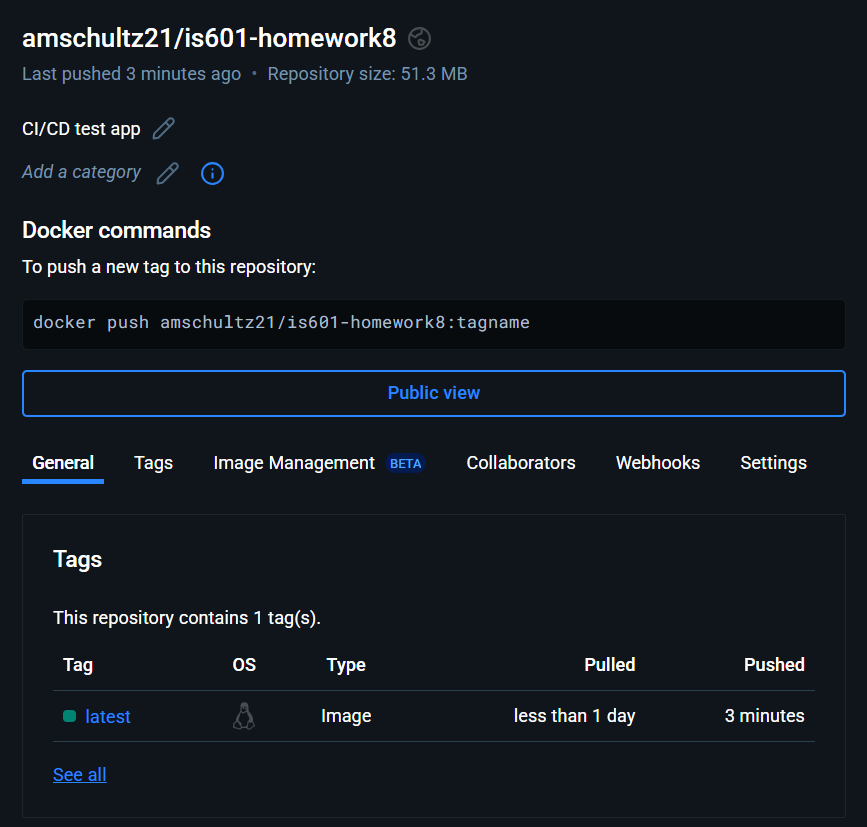 amschultz21/is601-homework8
Last pushed 3 minutes ago • Repository size: 51.3 MB
CI/CD test app
Add a category
Docker commands
To push a new tag to this repository:
docker push amschultz21/is601-homework8:tagname
Public view
General Tags Image Management BETA Collaborators Webhooks Settings
Tags
This repository contains 1 tag(s).
Tag OS Type Pulled Pushed
latest Image less than 1 day 3 minutes
See all